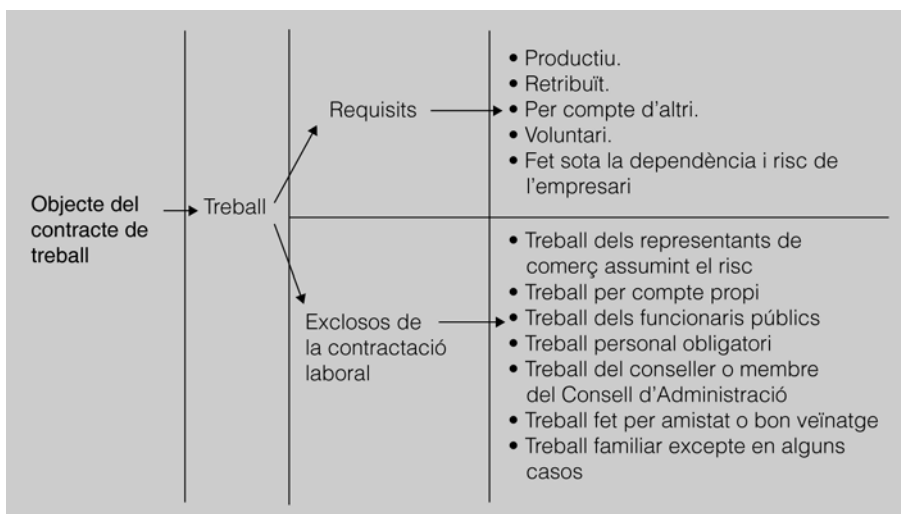 Objecte del
contracte de
treball
Treball
Requisits
• Productiu.
• Retribuït.
• Per compte d'altri.
• Voluntari.
• Fet sota la dependència i risc de
l'empresari
Exclosos de
la contractació
laboral
• Treball dels representants de
comerç assumint el risc
• Treball per compte propi
• Treball dels funcionaris públics
• Treball personal obligatori
• Treball del conseller o membre
del Consell d'Administració
• Treball fet per amistat o bon veïnatge
• Treball familiar excepte en alguns
casos